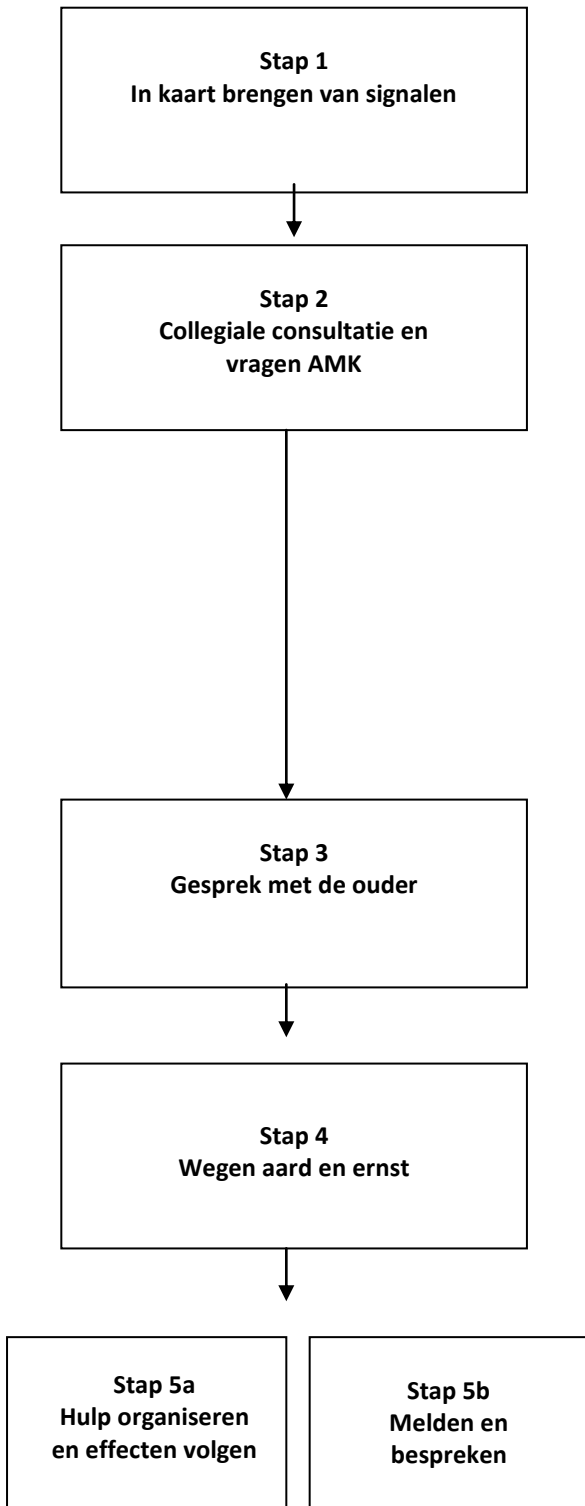 Stap 1
In kaart brengen van signalen
Stap 2
Collegiale consultatie en
vragen AMK
Stap 3
Gesprek met de ouder
Stap 4
Wegen aard en ernst
Stap 5a
Hulp organiseren
en effecten volgen
Stap 5b
Melden en
bespreken